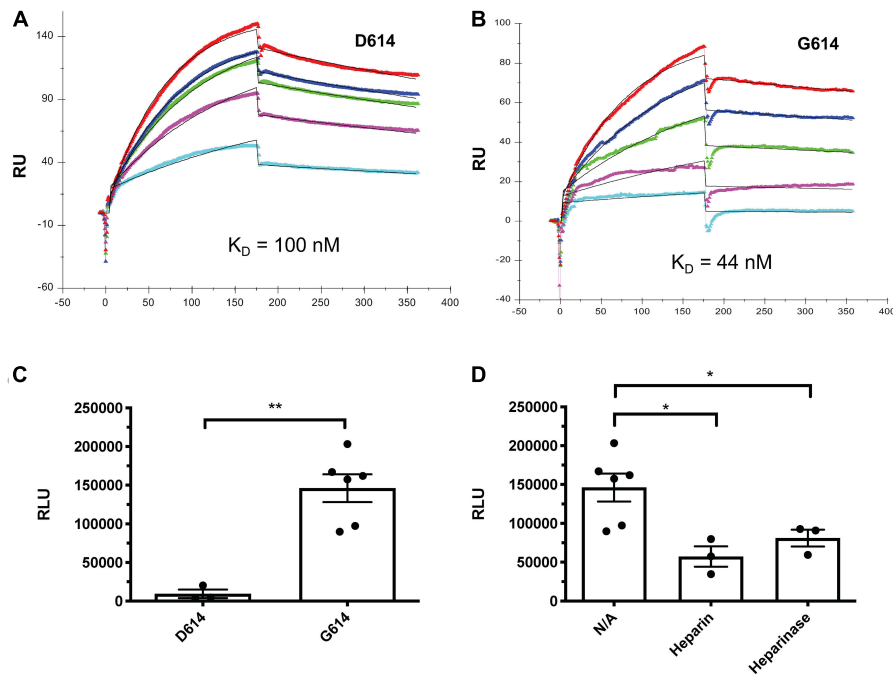 A
D614
RU
140
90
40
-10
-60
K_D = 100 nM
-50 0 50 100 150 200 250 300 350 400
B
G614
RU
100
80
60
40
20
0
-20
-40
K_D = 44 nM
-50 0 50 100 150 200 250 300 350 400
C
**
RLU
250000
200000
150000
100000
50000
0
D614
G614
D
*
*
RLU
250000
200000
150000
100000
50000
0
N/A
Heparin
Heparinase